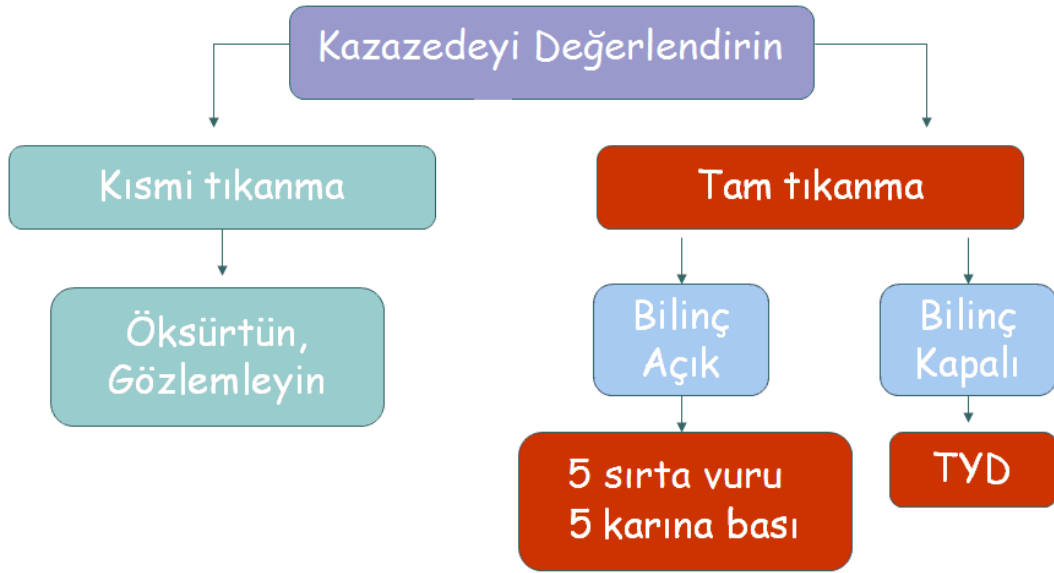 Kazazedeyi Değerlendirin
Kısmi tıkanma
Tam tıkanma
Öksürtün,
Gözlemleyin
Bilinç
Açık
Bilinç
Kapalı
5 sırta vuru
5 karına bası
TYD